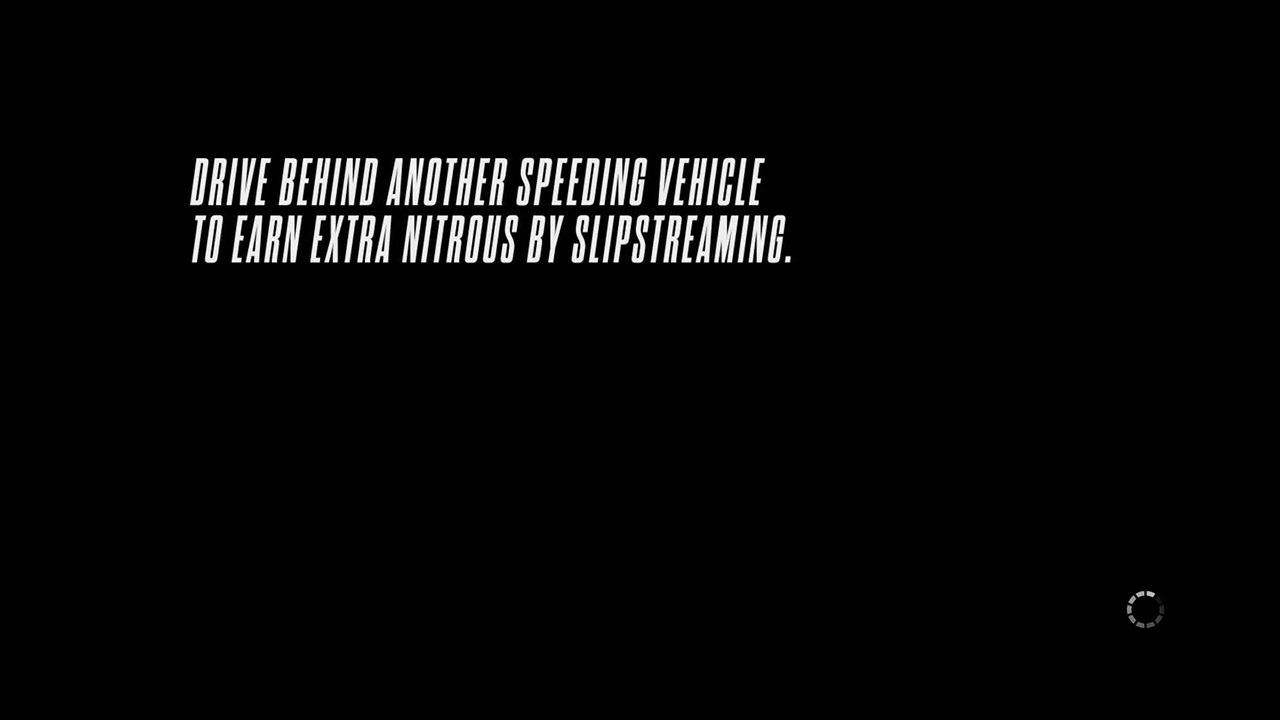 DRIVE BEHIND ANOTHER SPEEDING VEHICLE
TO EARN EXTRA NITROUS BY SLIPSTREAMING.